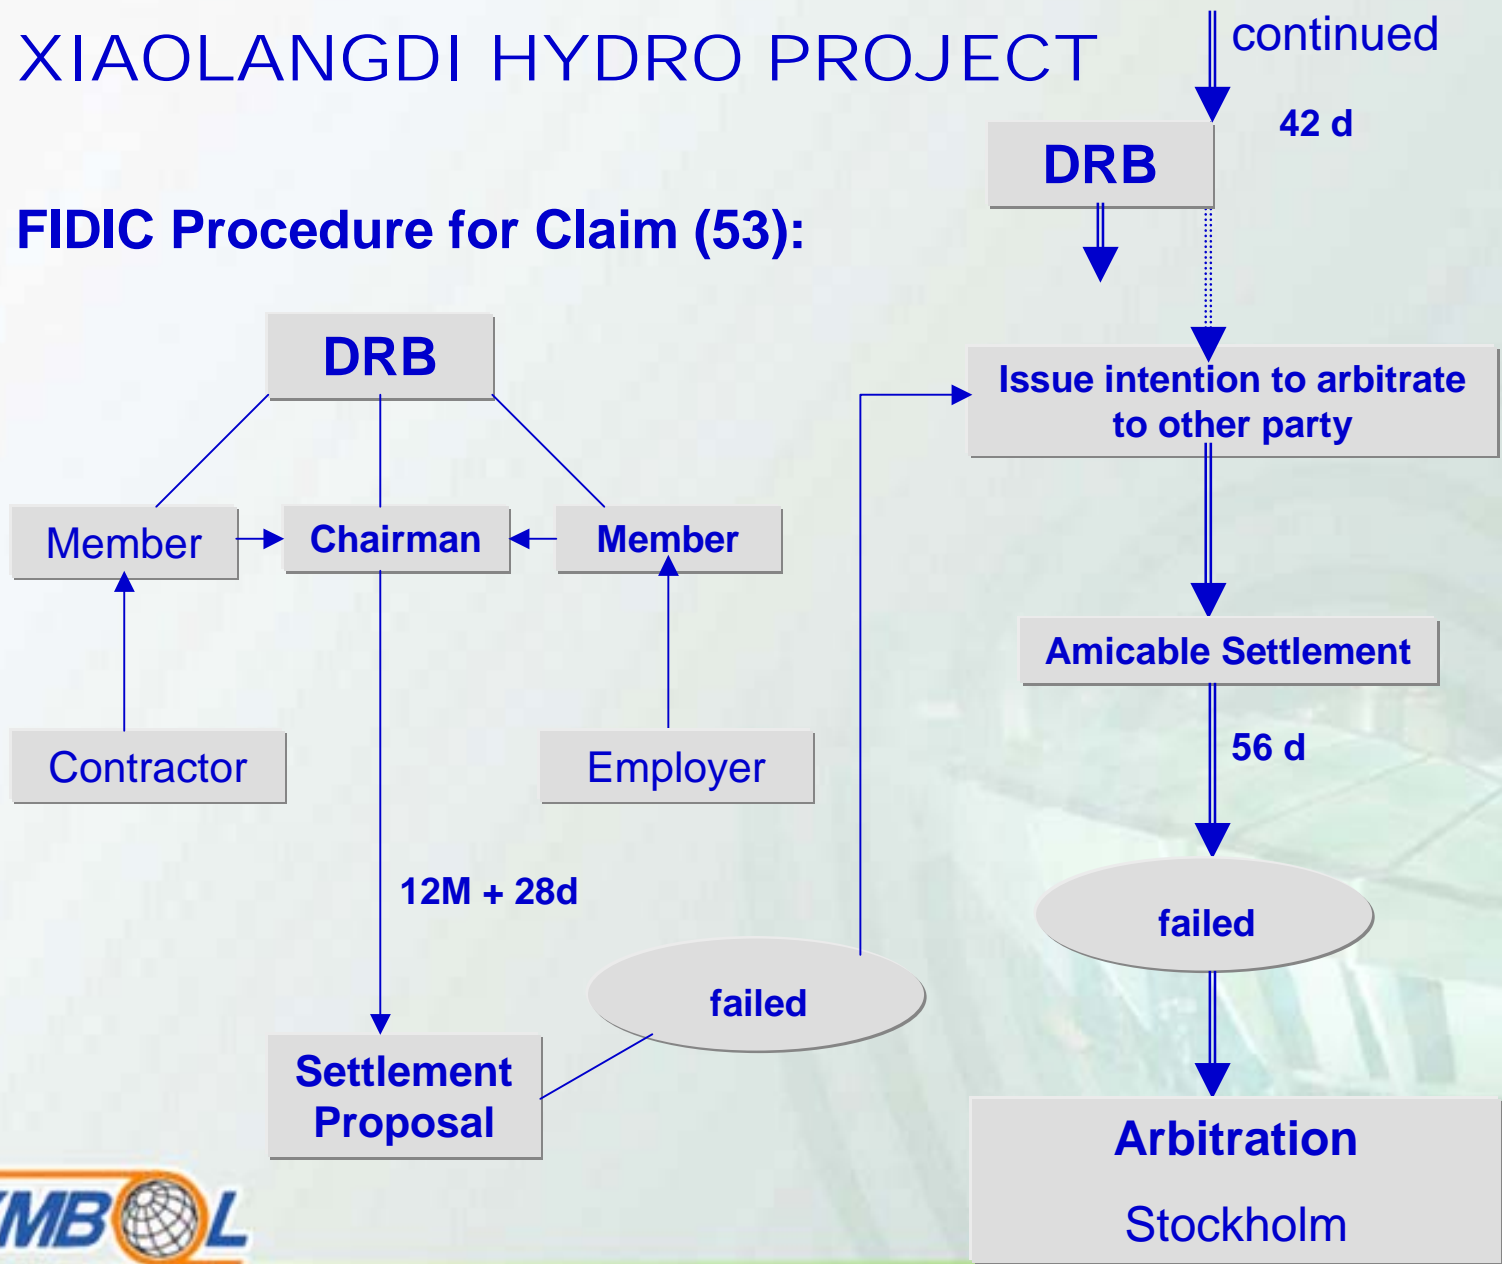 XIAOLANGDI HYDRO PROJECT
continued
42 d
DRB
FIDIC Procedure for Claim (53):
DRB
Issue intention to arbitrate
to other party
Member
Chairman
Member
Amicable Settlement
Contractor
Employer
56 d
12M + 28d
failed
failed
Settlement
Proposal
Arbitration
Stockholm